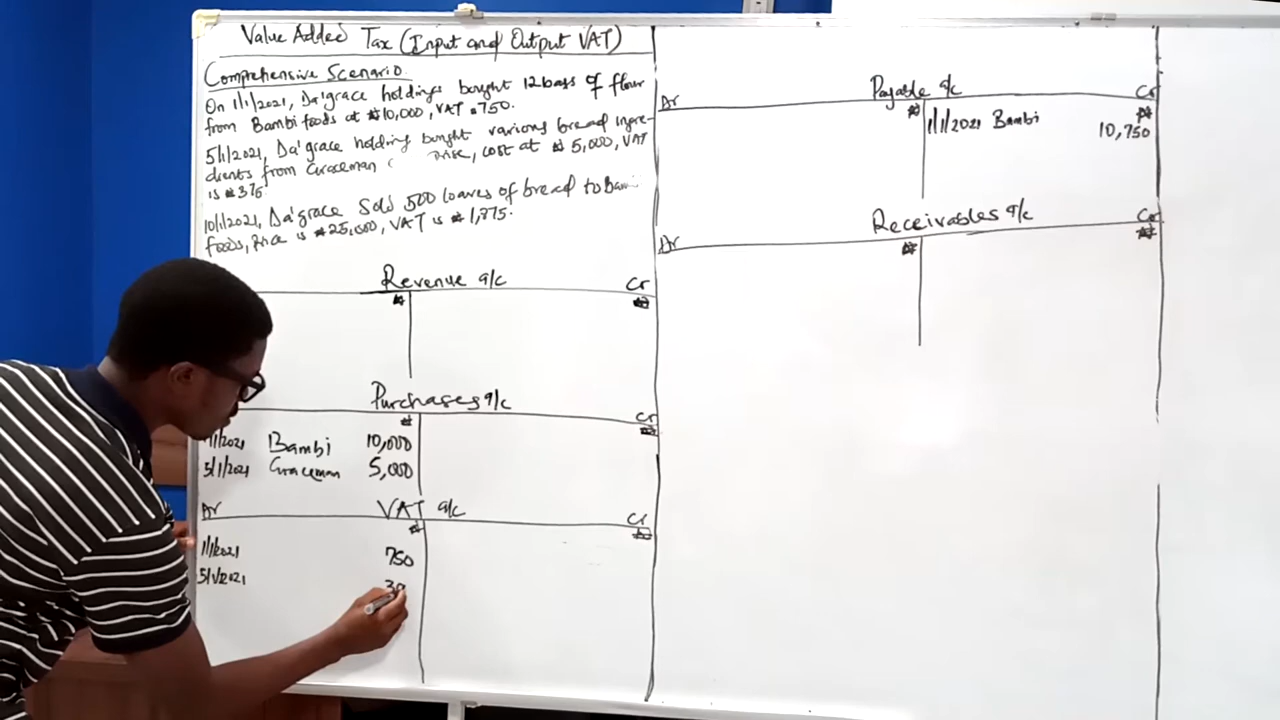 Value Added Tax (Input and Output VAT)
Comprehensive Scenario
On 1/1/2021, Da'grace holdings bought 12 bags of flour
from Bambi foods at ₦10,000, VAT ₦750.
5/1/2021, Da'grace holding bought various bread ingre-
dients from Graceman prise, cost at ₦5,000, VAT
is ₦375
10/1/2021, Da'grace Sold 500 loaves of bread to Bam
foods, Price is ₦25,000, VAT is ₦1,875.
Revenue a/c
Cr
₦ ₦
Purchases a/c
Cr
₦ ₦
1/1/2021 Bambi 10,000
5/1/2021 Graceman 5,000
Dr VAT a/c Cr
₦ ₦
1/1/2021 750
5/1/2021 3
Dr Payable a/c Cr
₦ ₦
1/1/2021 Bambi 10,750
Dr Receivables a/c Cr
₦ ₦